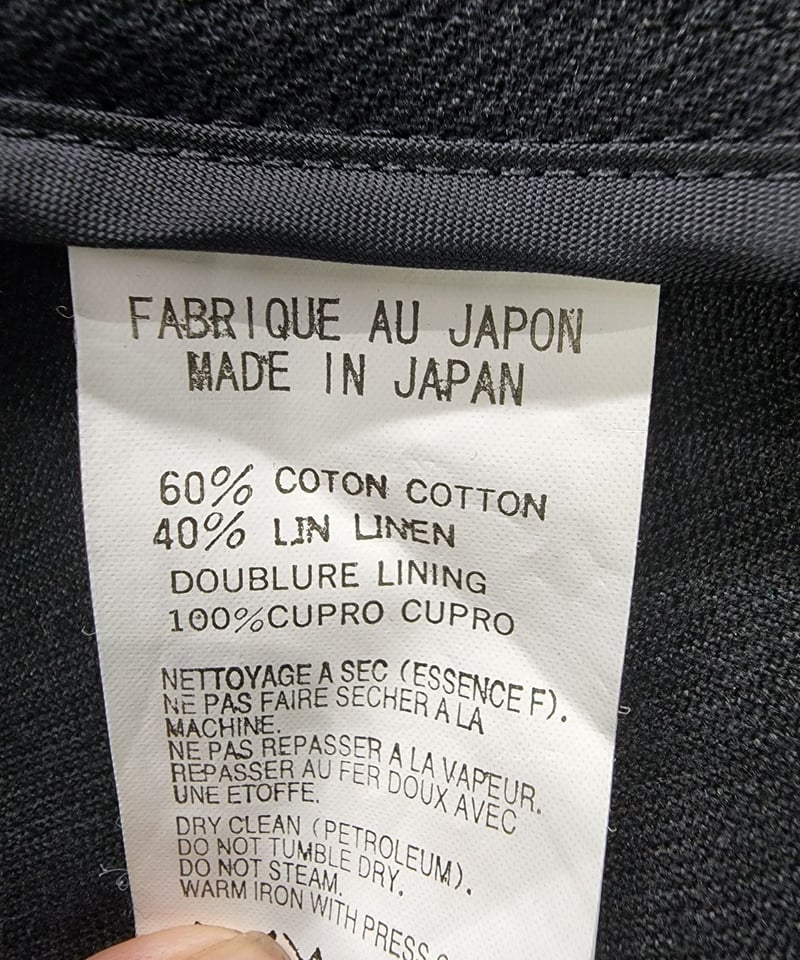 FABRIQUE AU JAPON
MADE IN JAPAN
60% COTON COTTON
40% LIN LINEN
DOUBLURE LINING
100%CUPRO CUPRO
NETTOYAGE A SEC (ESSENCE F).
NE PAS FAIRE SECHER A LA
MACHINE.
NE PAS REPASSER A LA VAPEUR.
REPASSER AU FER DOUX AVEC
UNE ETOFFE.
DRY CLEAN (PETROLEUM).
DO NOT TUMBLE DRY.
DO NOT STEAM.
WARM IRON WITH PRESS